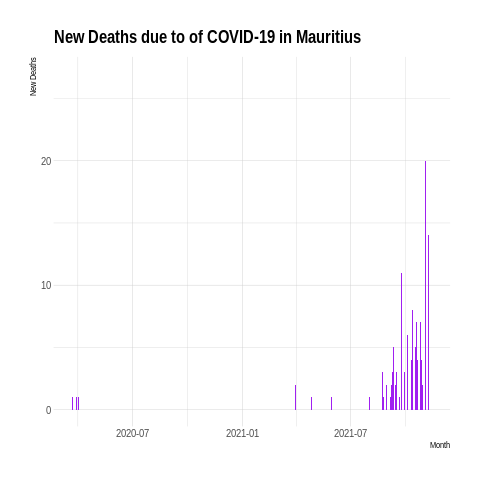 New Deaths due to of COVID-19 in Mauritius
New Deaths
20
10
0
2020-07
2021-01
2021-07
Month